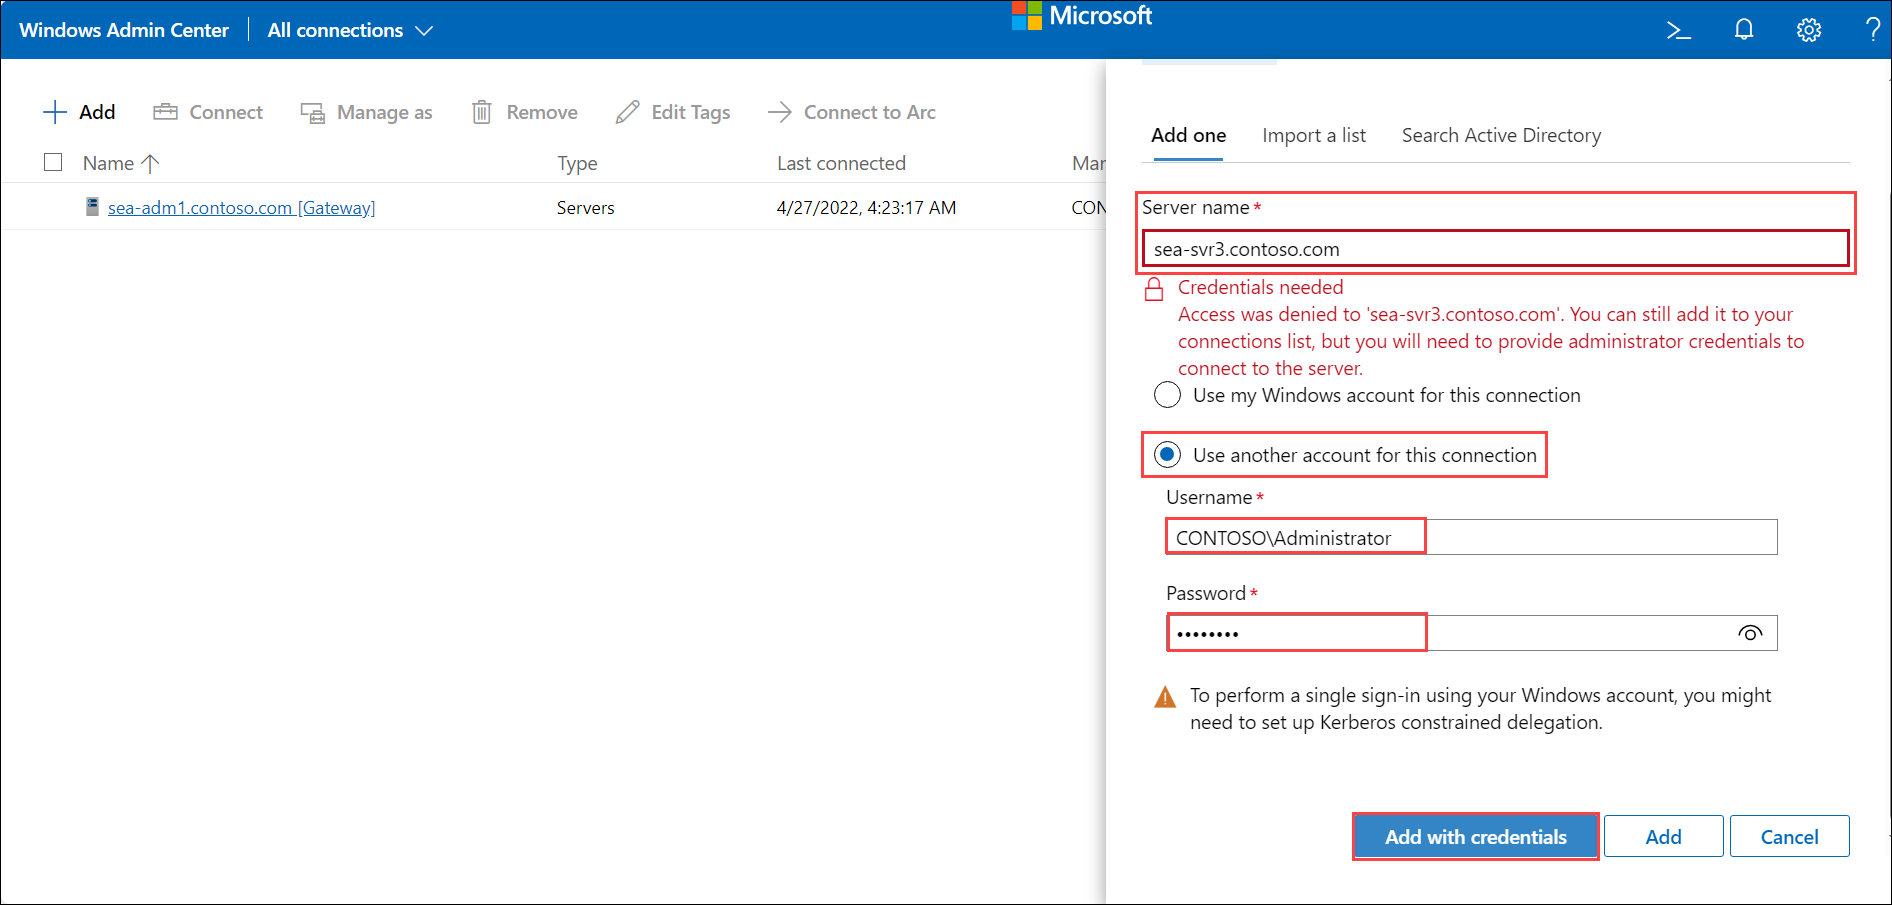 Windows Admin Center
All connections
Microsoft
?
Add
Connect
Manage as
Remove
Edit Tags
Connect to Arc
Name
Type
Last connected
Mar
sea-adm1.contoso.com [Gateway]
Servers
4/27/2022, 4:23:17 AM
CON
Add one
Import a list
Search Active Directory
Server name *
sea-svr3.contoso.com
Credentials needed
Access was denied to 'sea-svr3.contoso.com'. You can still add it to your
connections list, but you will need to provide administrator credentials to
connect to the server.
Use my Windows account for this connection
Use another account for this connection
Username *
CONTOSO\Administrator
Password *
••••••••
To perform a single sign-in using your Windows account, you might
need to set up Kerberos constrained delegation.
Add with credentials
Add
Cancel